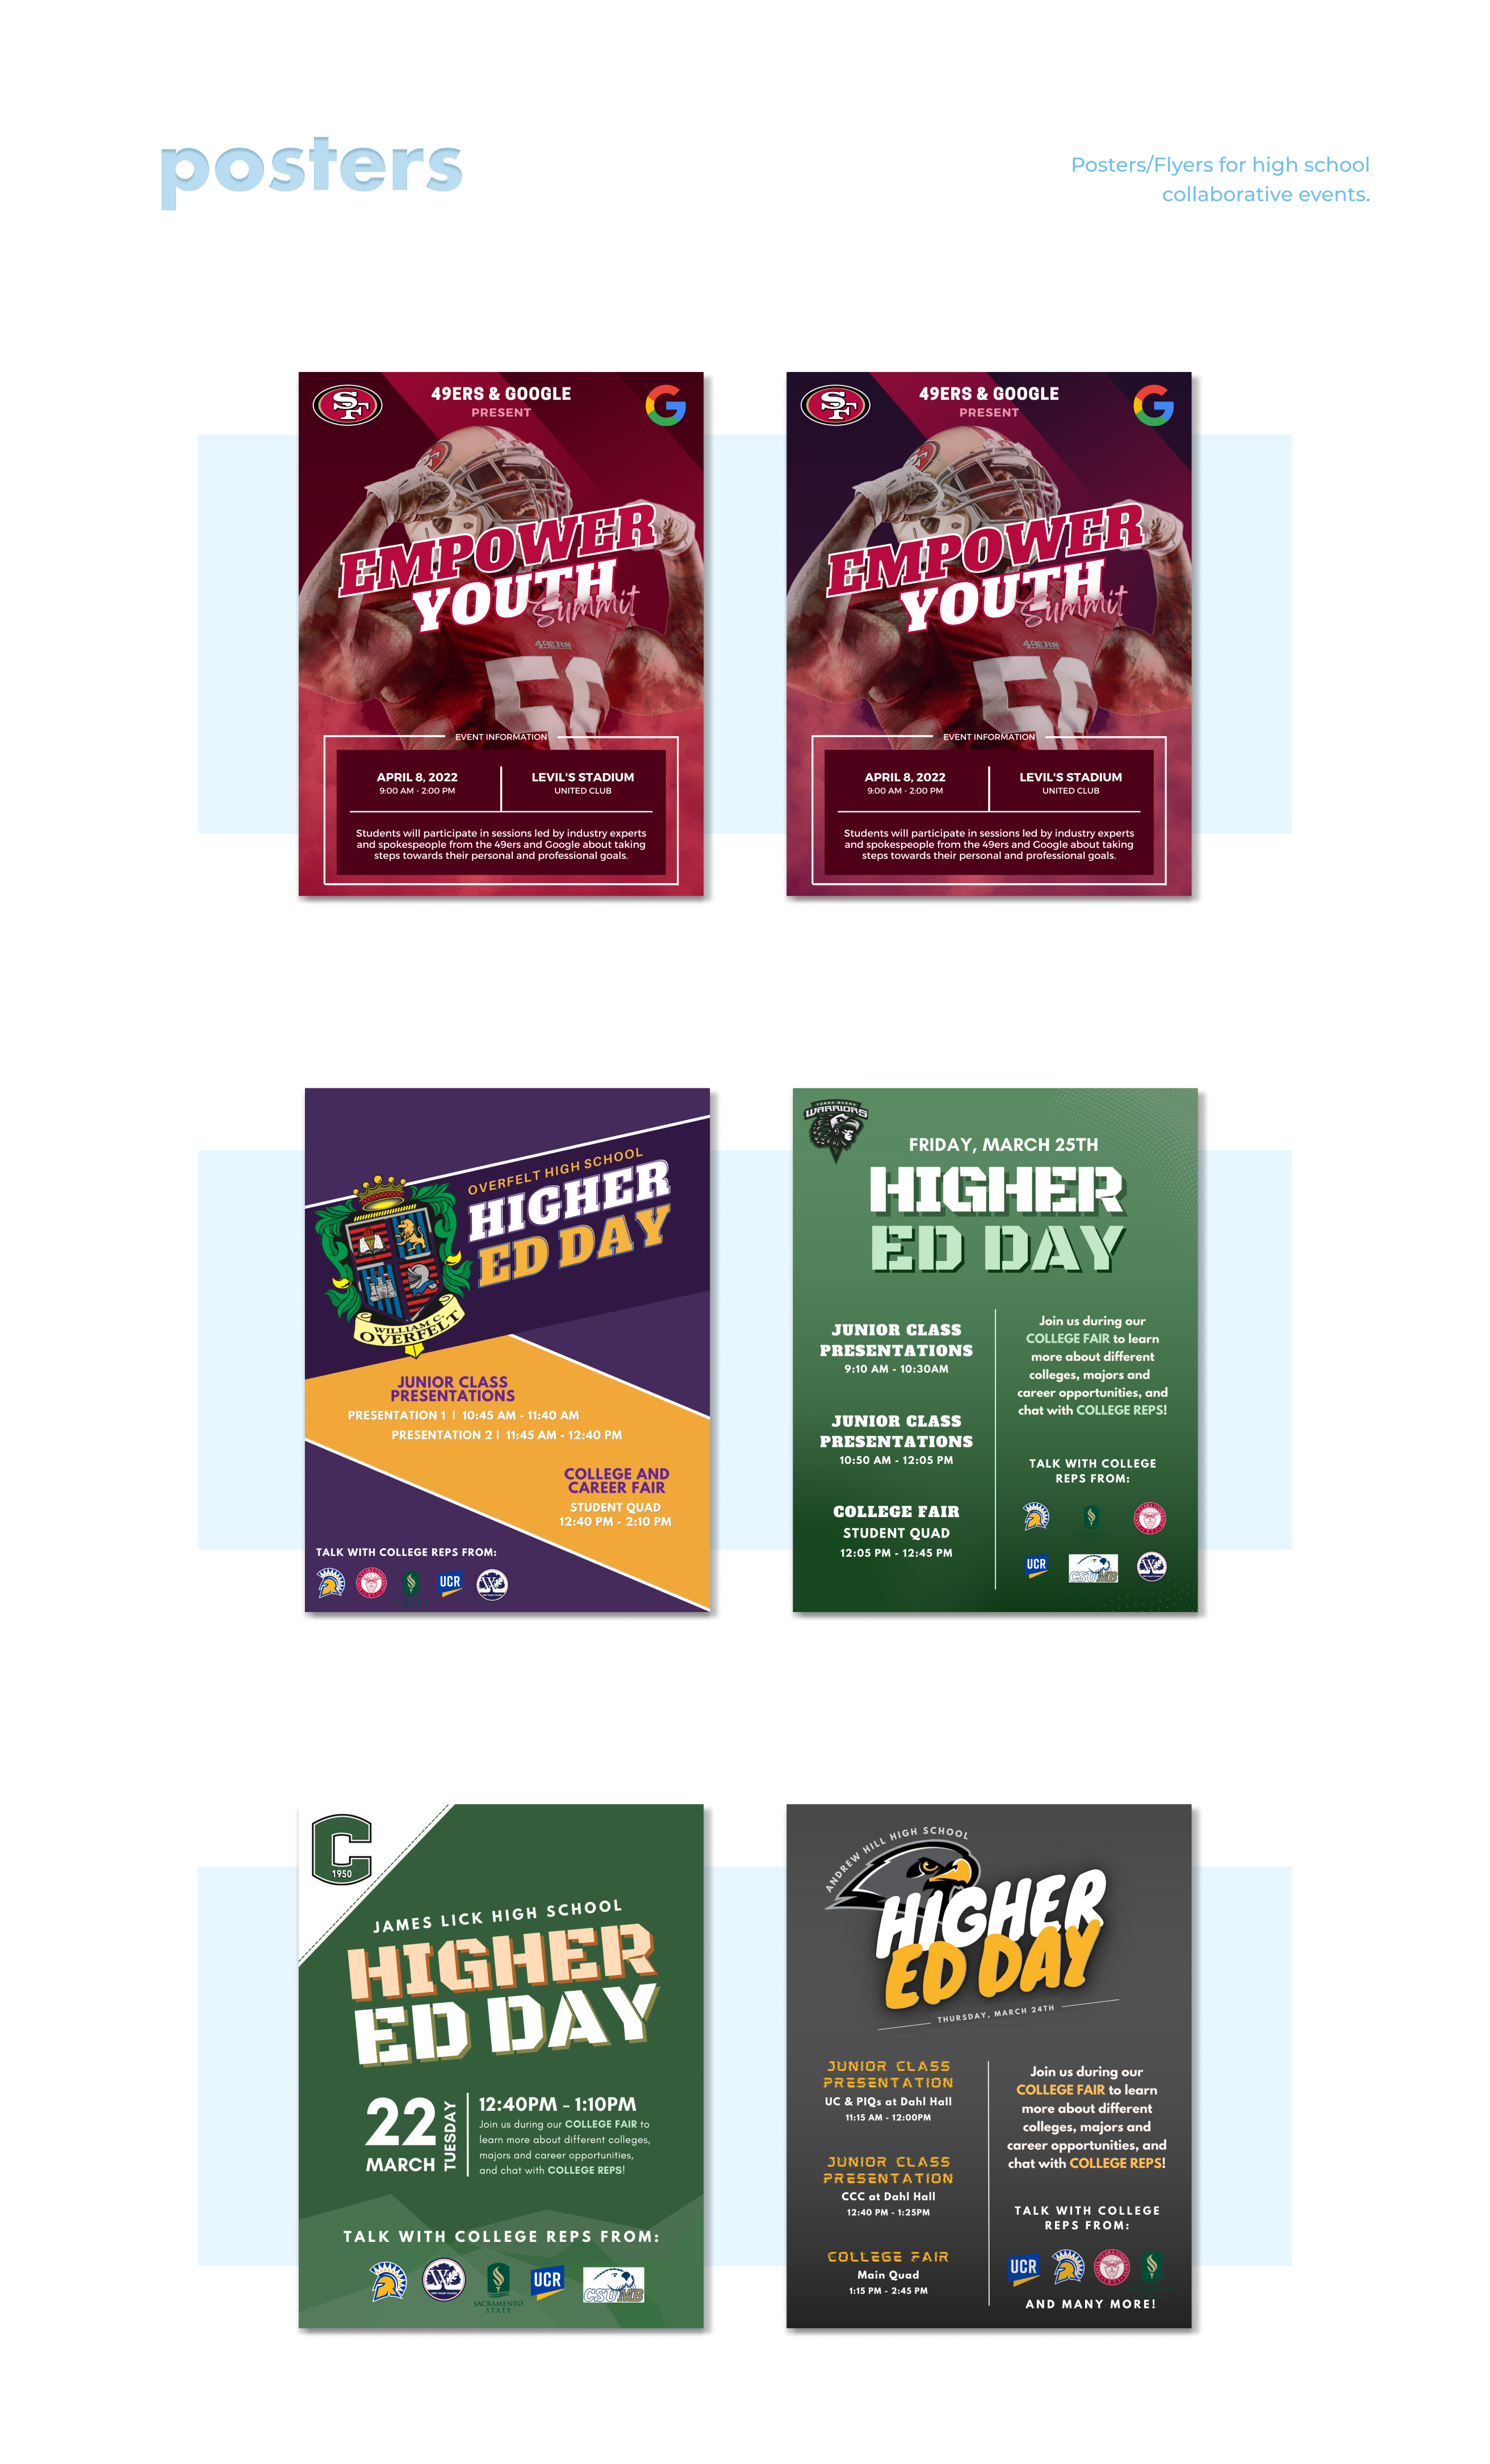 posters
Posters/Flyers for high school
collaborative events.
49ERS & GOOGLE
PRESENT
EMPOWER
YOUTH
Summit
49ERS
EVENT INFORMATION
APRIL 8, 2022
9:00 AM - 2:00 PM
LEVIL'S STADIUM
UNITED CLUB
Students will participate in sessions led by industry experts
and spokespeople from the 49ers and Google about taking
steps towards their personal and professional goals.
49ERS & GOOGLE
PRESENT
EMPOWER
YOUTH
Summit
49ERS
EVENT INFORMATION
APRIL 8, 2022
9:00 AM - 2:00 PM
LEVIL'S STADIUM
UNITED CLUB
Students will participate in sessions led by industry experts
and spokespeople from the 49ers and Google about taking
steps towards their personal and professional goals.
OVERFELT HIGH SCHOOL
HIGHER
ED DAY
WILLIAM C.
OVERFELT
JUNIOR CLASS
PRESENTATIONS
PRESENTATION 1 | 10:45 AM - 11:40 AM
PRESENTATION 2 | 11:45 AM - 12:40 PM
COLLEGE AND
CAREER FAIR
STUDENT QUAD
12:40 PM - 2:10 PM
TALK WITH COLLEGE REPS FROM:
UCR
W
YERBA BUENA
WARRIORS
FRIDAY, MARCH 25TH
HIGHER
ED DAY
JUNIOR CLASS
PRESENTATIONS
9:10 AM - 10:30AM
JUNIOR CLASS
PRESENTATIONS
10:50 AM - 12:05 PM
COLLEGE FAIR
STUDENT QUAD
12:05 PM - 12:45 PM
Join us during our
COLLEGE FAIR to learn
more about different
colleges, majors and
career opportunities, and
chat with COLLEGE REPS!
TALK WITH COLLEGE
REPS FROM:
UCR
CSUMB
W
C
1950
JAMES LICK HIGH SCHOOL
HIGHER
ED DAY
22
MARCH
TUESDAY
12:40PM - 1:10PM
Join us during our COLLEGE FAIR to
learn more about different colleges,
majors and career opportunities,
and chat with COLLEGE REPS!
TALK WITH COLLEGE REPS FROM:
W
SACRAMENTO
STATE
UCR
CSUMB
ANDREW HILL HIGH SCHOOL
HIGHER
ED DAY
THURSDAY, MARCH 24TH
JUNIOR CLASS
PRESENTATION
UC & PIQs at Dahl Hall
11:15 AM - 12:00PM
JUNIOR CLASS
PRESENTATION
CCC at Dahl Hall
12:40 PM - 1:25PM
COLLEGE FAIR
Main Quad
1:15 PM - 2:45 PM
Join us during our
COLLEGE FAIR to learn
more about different
colleges, majors and
career opportunities, and
chat with COLLEGE REPS!
TALK WITH COLLEGE
REPS FROM:
UCR
AND MANY MORE!